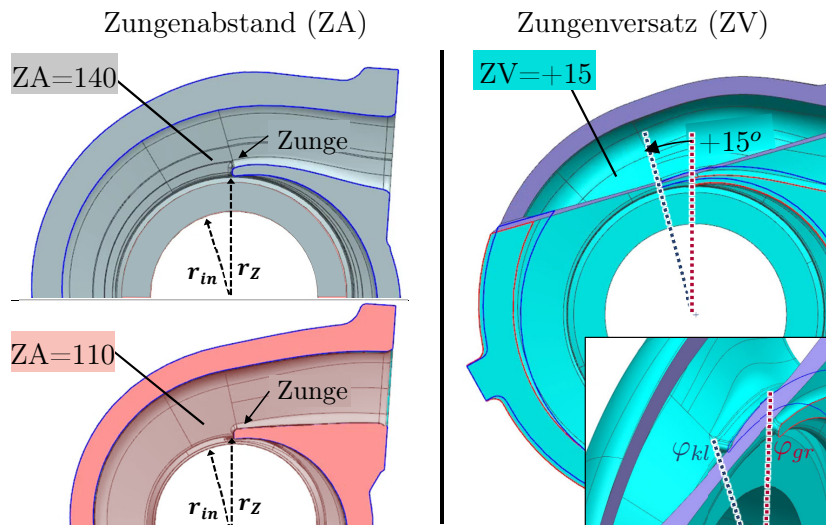 Zungenabstand (ZA)
ZA=140
Zunge
r_in
r_Z
ZA=110
Zunge
r_in
r_Z
Zungenversatz (ZV)
ZV=+15
+15°
φ_kl
φ_gr